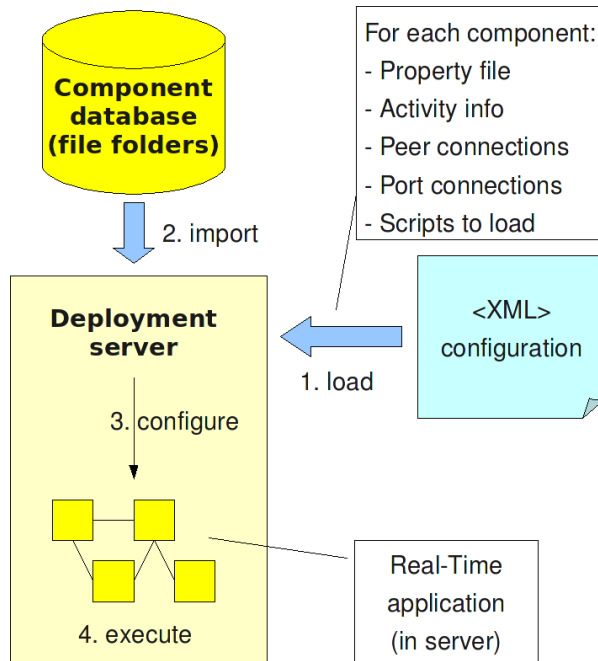 Component
database
(file folders)
For each component:
- Property file
- Activity info
- Peer connections
- Port connections
- Scripts to load
2. import
Deployment
server
<XML>
configuration
1. load
3. configure
4. execute
Real-Time
application
(in server)